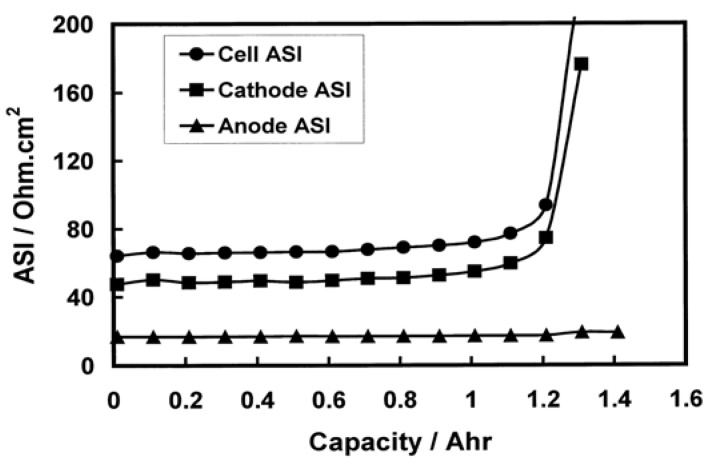 200
160
120
80
40
0
ASI / Ohm.cm²
Cell ASI
Cathode ASI
Anode ASI
0 0.2 0.4 0.6 0.8 1 1.2 1.4 1.6
Capacity / Ahr